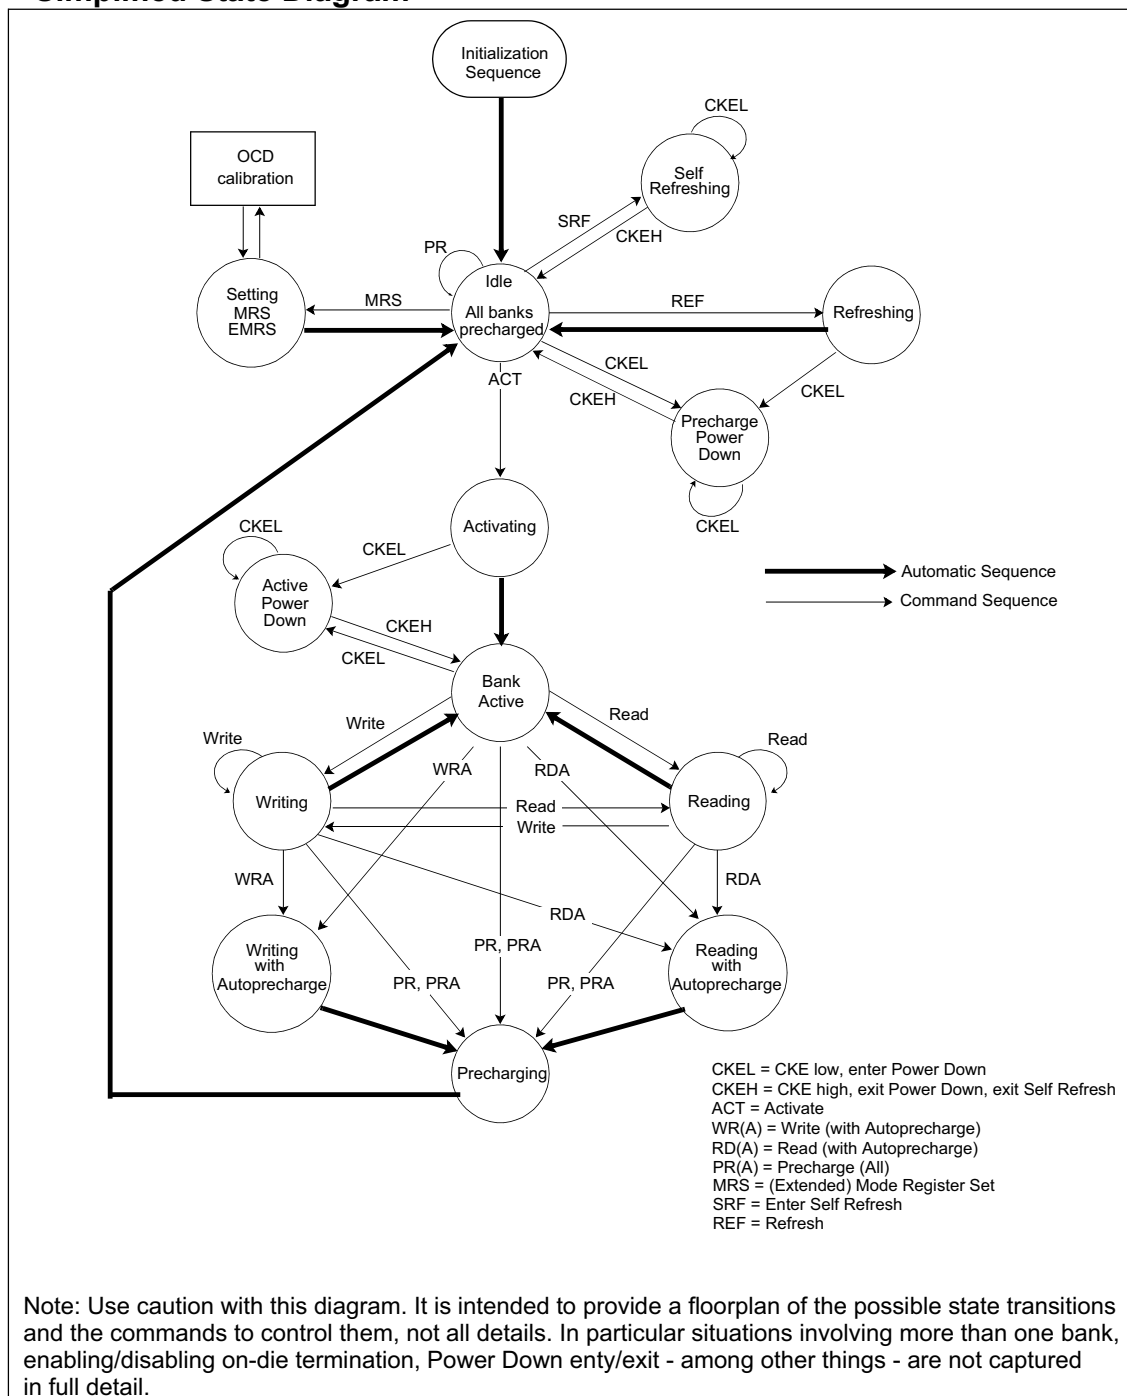 Simplified State Diagram
Initialization
Sequence
CKEL
OCD
calibration
Self
Refreshing
SRF
CKEH
PR
Idle
All banks
precharged
Setting
MRS
EMRS
MRS
REF
Refreshing
CKEL
CKEH
CKEL
ACT
Precharge
Power
Down
CKEL
Activating
CKEL
CKEL
Active
Power
Down
Automatic Sequence
Command Sequence
CKEH
CKEL
Bank
Active
Write
Read
Write
Read
WRA
RDA
Writing
Reading
Read
Write
WRA
RDA
RDA
Writing
with
Autoprecharge
PR, PRA
Reading
with
Autoprecharge
PR, PRA
PR, PRA
Precharging
CKEL = CKE low, enter Power Down
CKEH = CKE high, exit Power Down, exit Self Refresh
ACT = Activate
WR(A) = Write (with Autoprecharge)
RD(A) = Read (with Autoprecharge)
PR(A) = Precharge (All)
MRS = (Extended) Mode Register Set
SRF = Enter Self Refresh
REF = Refresh
Note: Use caution with this diagram. It is intended to provide a floorplan of the possible state transitions
and the commands to control them, not all details. In particular situations involving more than one bank,
enabling/disabling on-die termination, Power Down enty/exit - among other things - are not captured
in full detail.